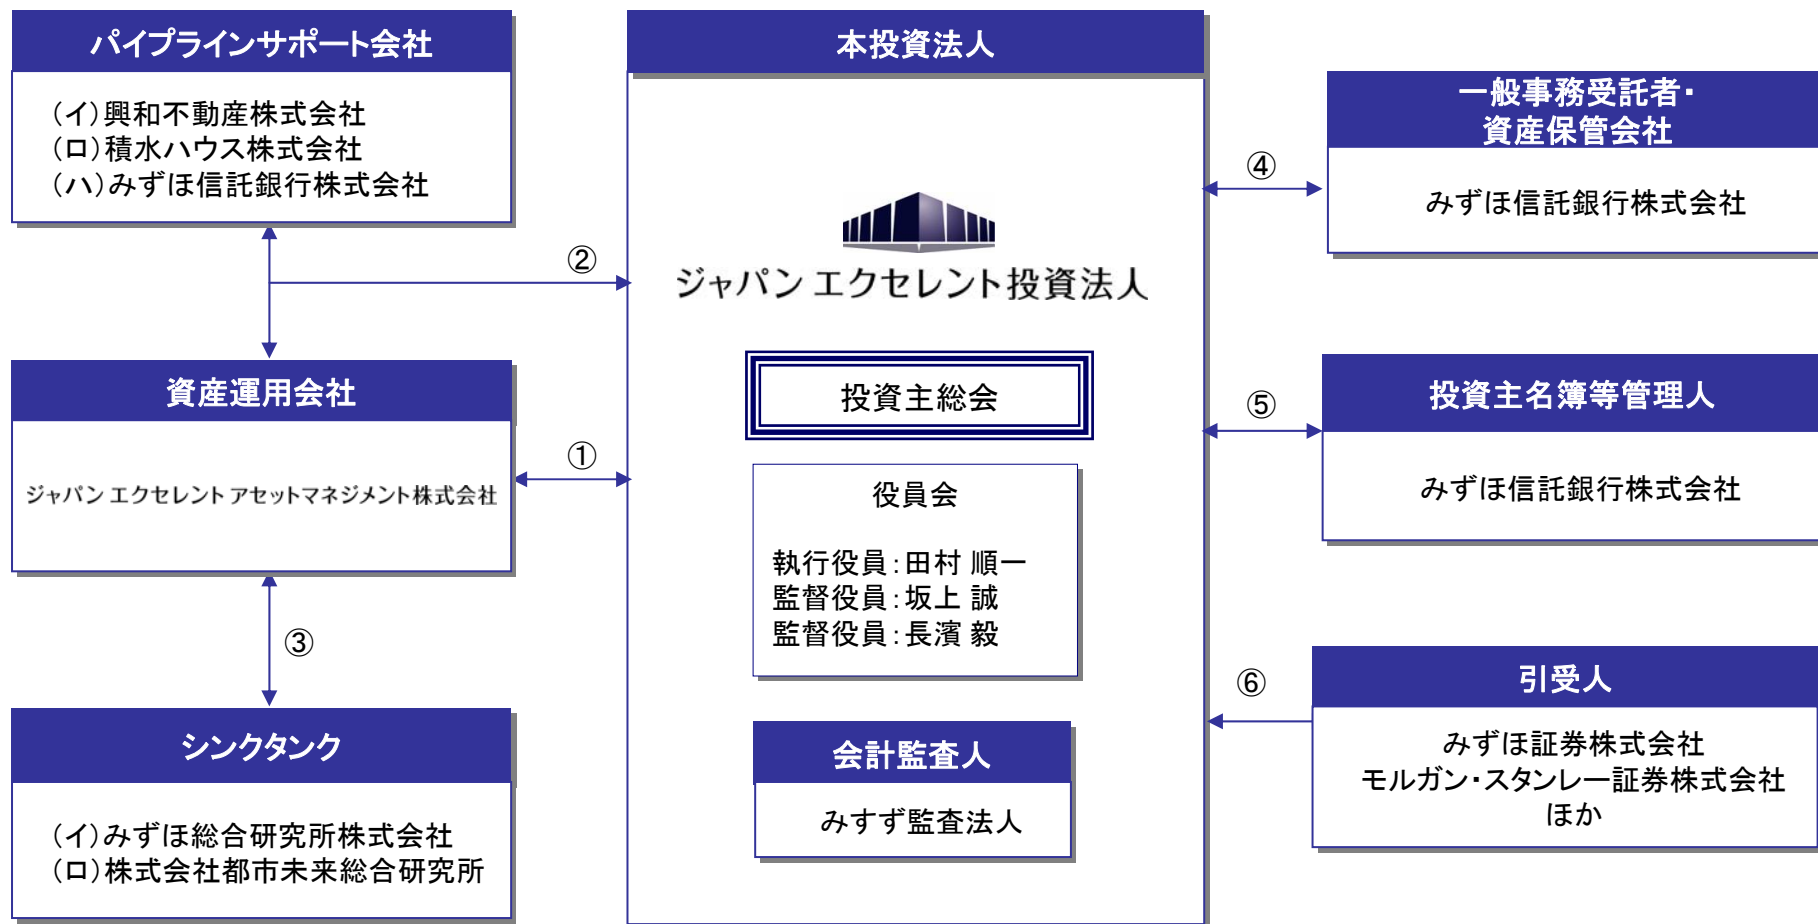 パイプラインサポート会社
(イ)興和不動産株式会社
(ロ)積水ハウス株式会社
(ハ)みずほ信託銀行株式会社
②
資産運用会社
ジャパン エクセレント アセットマネジメント株式会社
①
③
シンクタンク
(イ)みずほ総合研究所株式会社
(ロ)株式会社都市未来総合研究所
本投資法人
ジャパン エクセレント投資法人
投資主総会
役員会
執行役員:田村 順一
監督役員:坂上 誠
監督役員:長濱 毅
会計監査人
みすず監査法人
④
一般事務受託者・
資産保管会社
みずほ信託銀行株式会社
⑤
投資主名簿等管理人
みずほ信託銀行株式会社
⑥
引受人
みずほ証券株式会社
モルガン・スタンレー証券株式会社
ほか